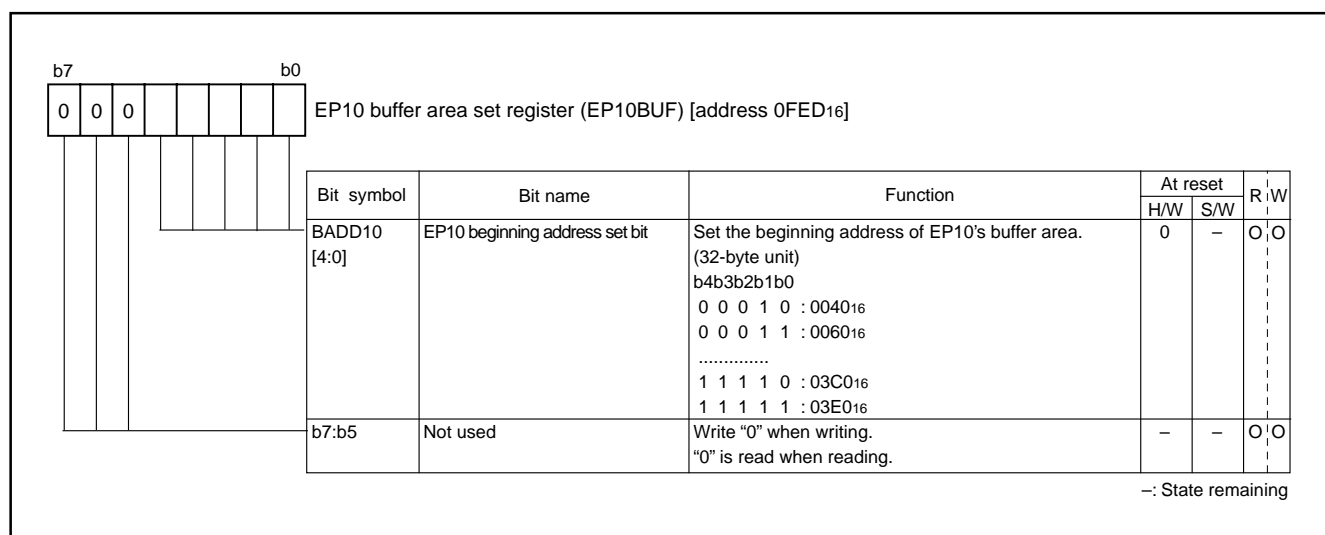 b7 b0
0 0 0
EP10 buffer area set register (EP10BUF) [address 0FED16]
Bit symbol Bit name Function At reset R W
H/W S/W
BADD10 EP10 beginning address set bit Set the beginning address of EP10's buffer area. 0 – O O
[4:0] (32-byte unit)
b4b3b2b1b0
0 0 0 1 0 : 004016
0 0 0 1 1 : 006016
..............
1 1 1 1 0 : 03C016
1 1 1 1 1 : 03E016
b7:b5 Not used Write “0” when writing. – – O O
“0” is read when reading.
–: State remaining